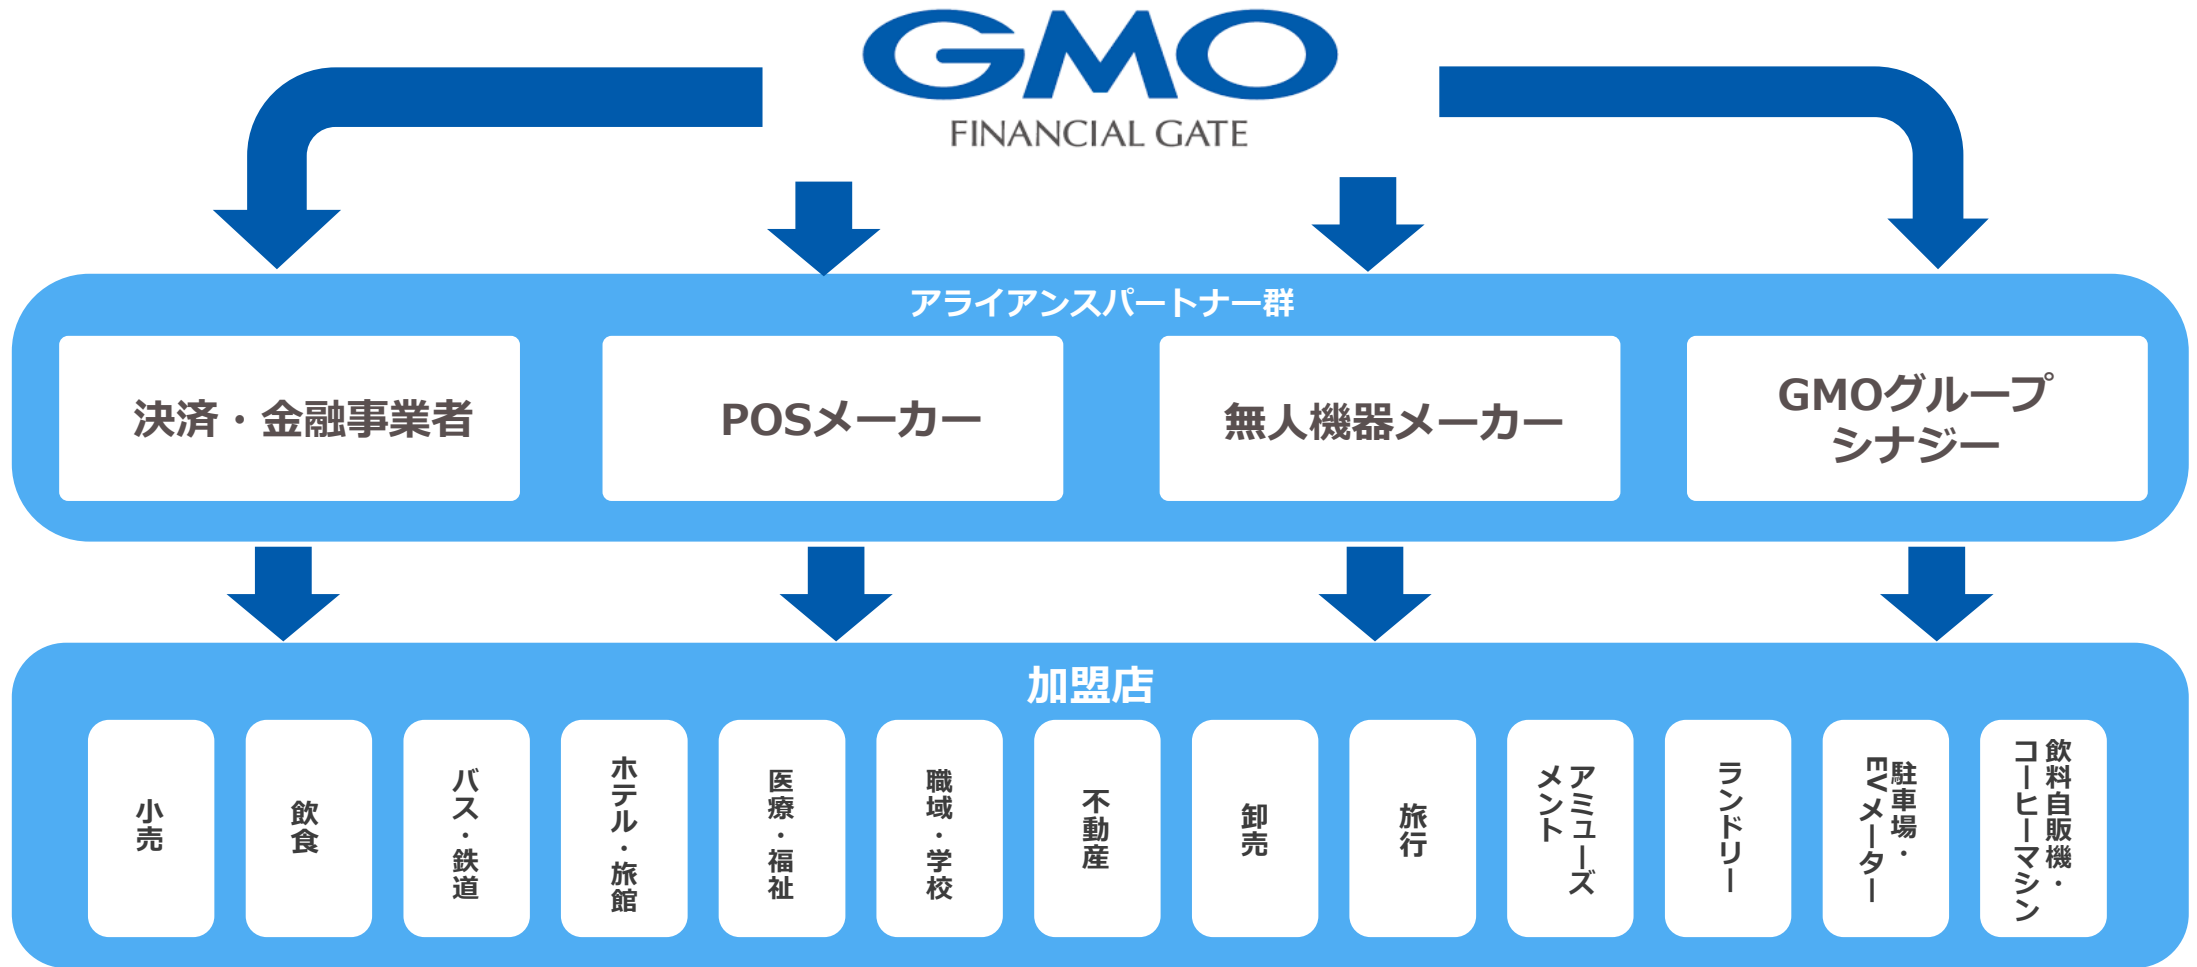 GMO
FINANCIAL GATE
アライアンスパートナー群
決済・金融事業者
POSメーカー
無人機器メーカー
GMOグループ
シナジー
加盟店
小売
飲食
バス・鉄道
ホテル・旅館
医療・福祉
職域・学校
不動産
卸売
旅行
アミューズ
メント
ランドリー
駐車場・
EVメーター
飲料自販機・
コーヒーマシン